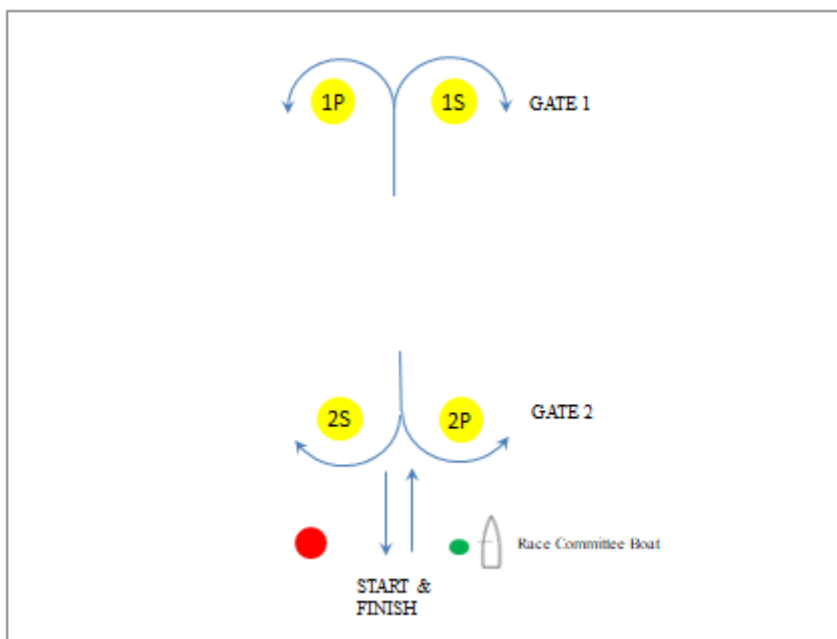 1P
1S
GATE 1
2S
2P
GATE 2
Race Committee Boat
START &
FINISH